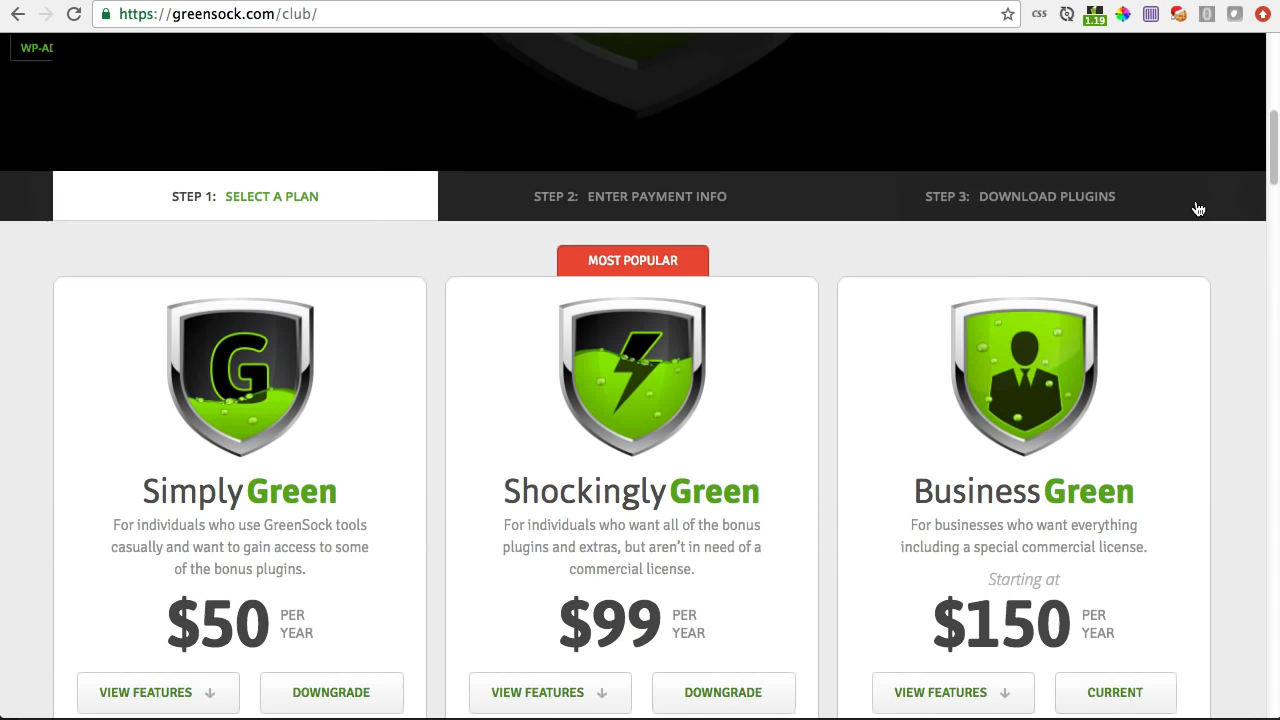 https://greensock.com/club/
css
1.19
WP-AD
STEP 1: SELECT A PLAN
STEP 2: ENTER PAYMENT INFO
STEP 3: DOWNLOAD PLUGINS
MOST POPULAR
G
Simply Green
For individuals who use GreenSock tools
casually and want to gain access to some
of the bonus plugins.
$50 PER YEAR
VIEW FEATURES
DOWNGRADE
Shockingly Green
For individuals who want all of the bonus
plugins and extras, but aren't in need of a
commercial license.
$99 PER YEAR
VIEW FEATURES
DOWNGRADE
Business Green
For businesses who want everything
including a special commercial license.
Starting at
$150 PER YEAR
VIEW FEATURES
CURRENT